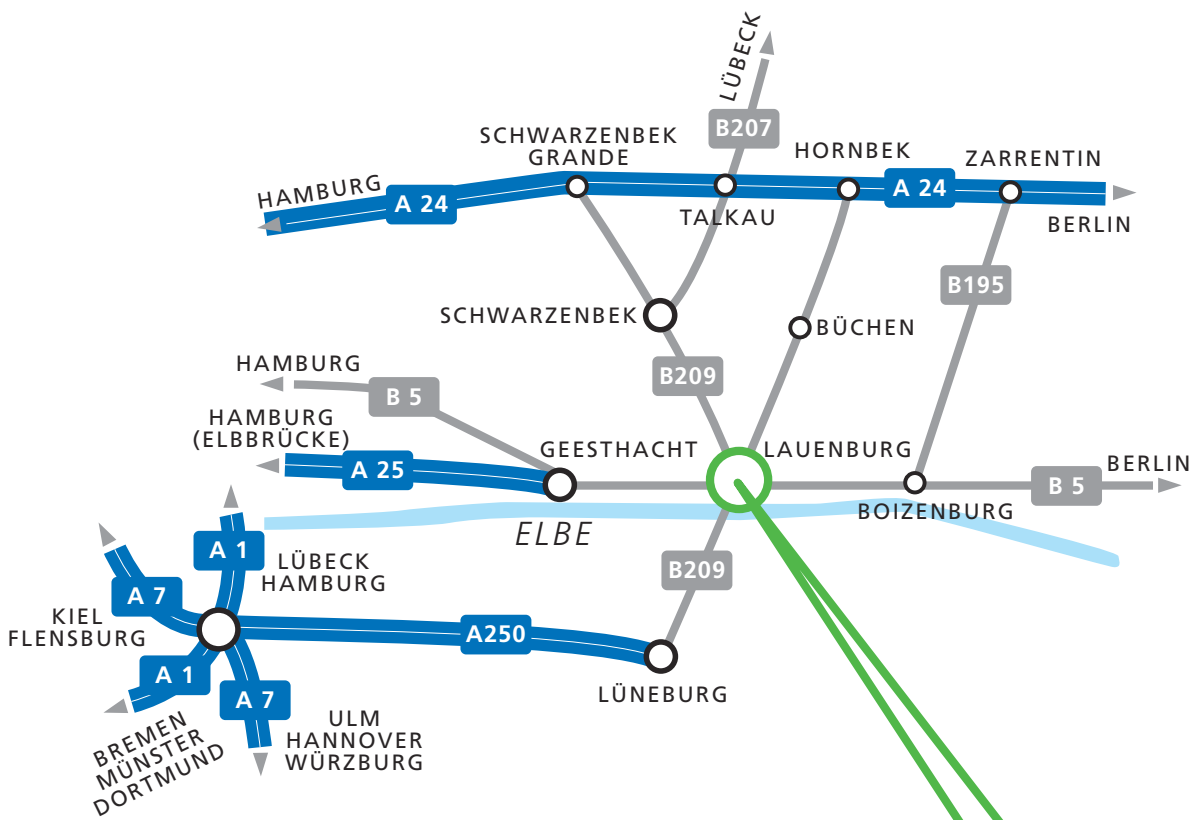 LÜBECK
B207
SCHWARZENBEK
GRANDE
HORNBEK
ZARRENTIN
HAMBURG
A 24
A 24
TALKAU
BERLIN
B195
SCHWARZENBEK
BÜCHEN
HAMBURG
B209
B 5
HAMBURG
(ELBBRÜCKE)
GEESTHACHT
LAUENBURG
BERLIN
A 25
B 5
BOIZENBURG
ELBE
A 1
LÜBECK
HAMBURG
B209
A 7
KIEL
FLENSBURG
A250
A 1
LÜNEBURG
A 7
BREMEN
MÜNSTER
DORTMUND
ULM
HANNOVER
WÜRZBURG